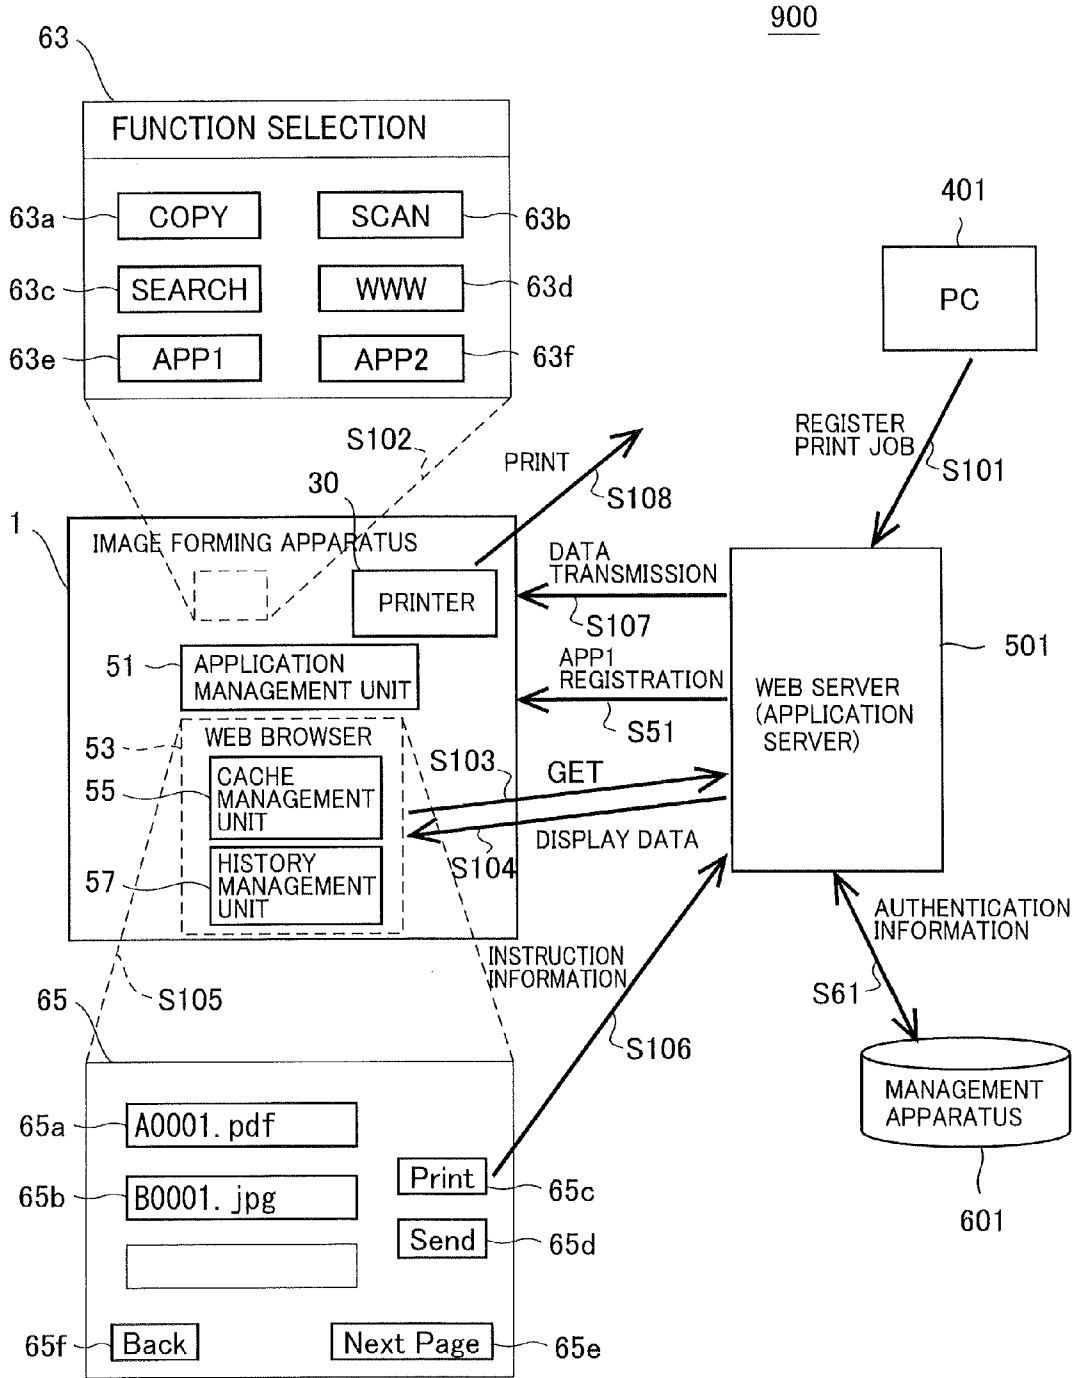 900
63
FUNCTION SELECTION
63a
COPY
SCAN
63b
63c
SEARCH
WWW
63d
63e
APP1
APP2
63f
401
PC
REGISTER
PRINT JOB
S101
S102
PRINT
S108
30
1
IMAGE FORMING APPARATUS
PRINTER
DATA
TRANSMISSION
S107
51
APPLICATION
MANAGEMENT UNIT
APP1
REGISTRATION
S51
501
WEB SERVER
(APPLICATION
SERVER)
53
WEB BROWSER
55
CACHE
MANAGEMENT
UNIT
S103
GET
57
HISTORY
MANAGEMENT
UNIT
S104
DISPLAY DATA
AUTHENTICATION
INFORMATION
S61
INSTRUCTION
INFORMATION
S106
65
S105
MANAGEMENT
APPARATUS
601
65a
A0001.pdf
65b
B0001.jpg
Print
65c
Send
65d
65f
Back
Next Page
65e